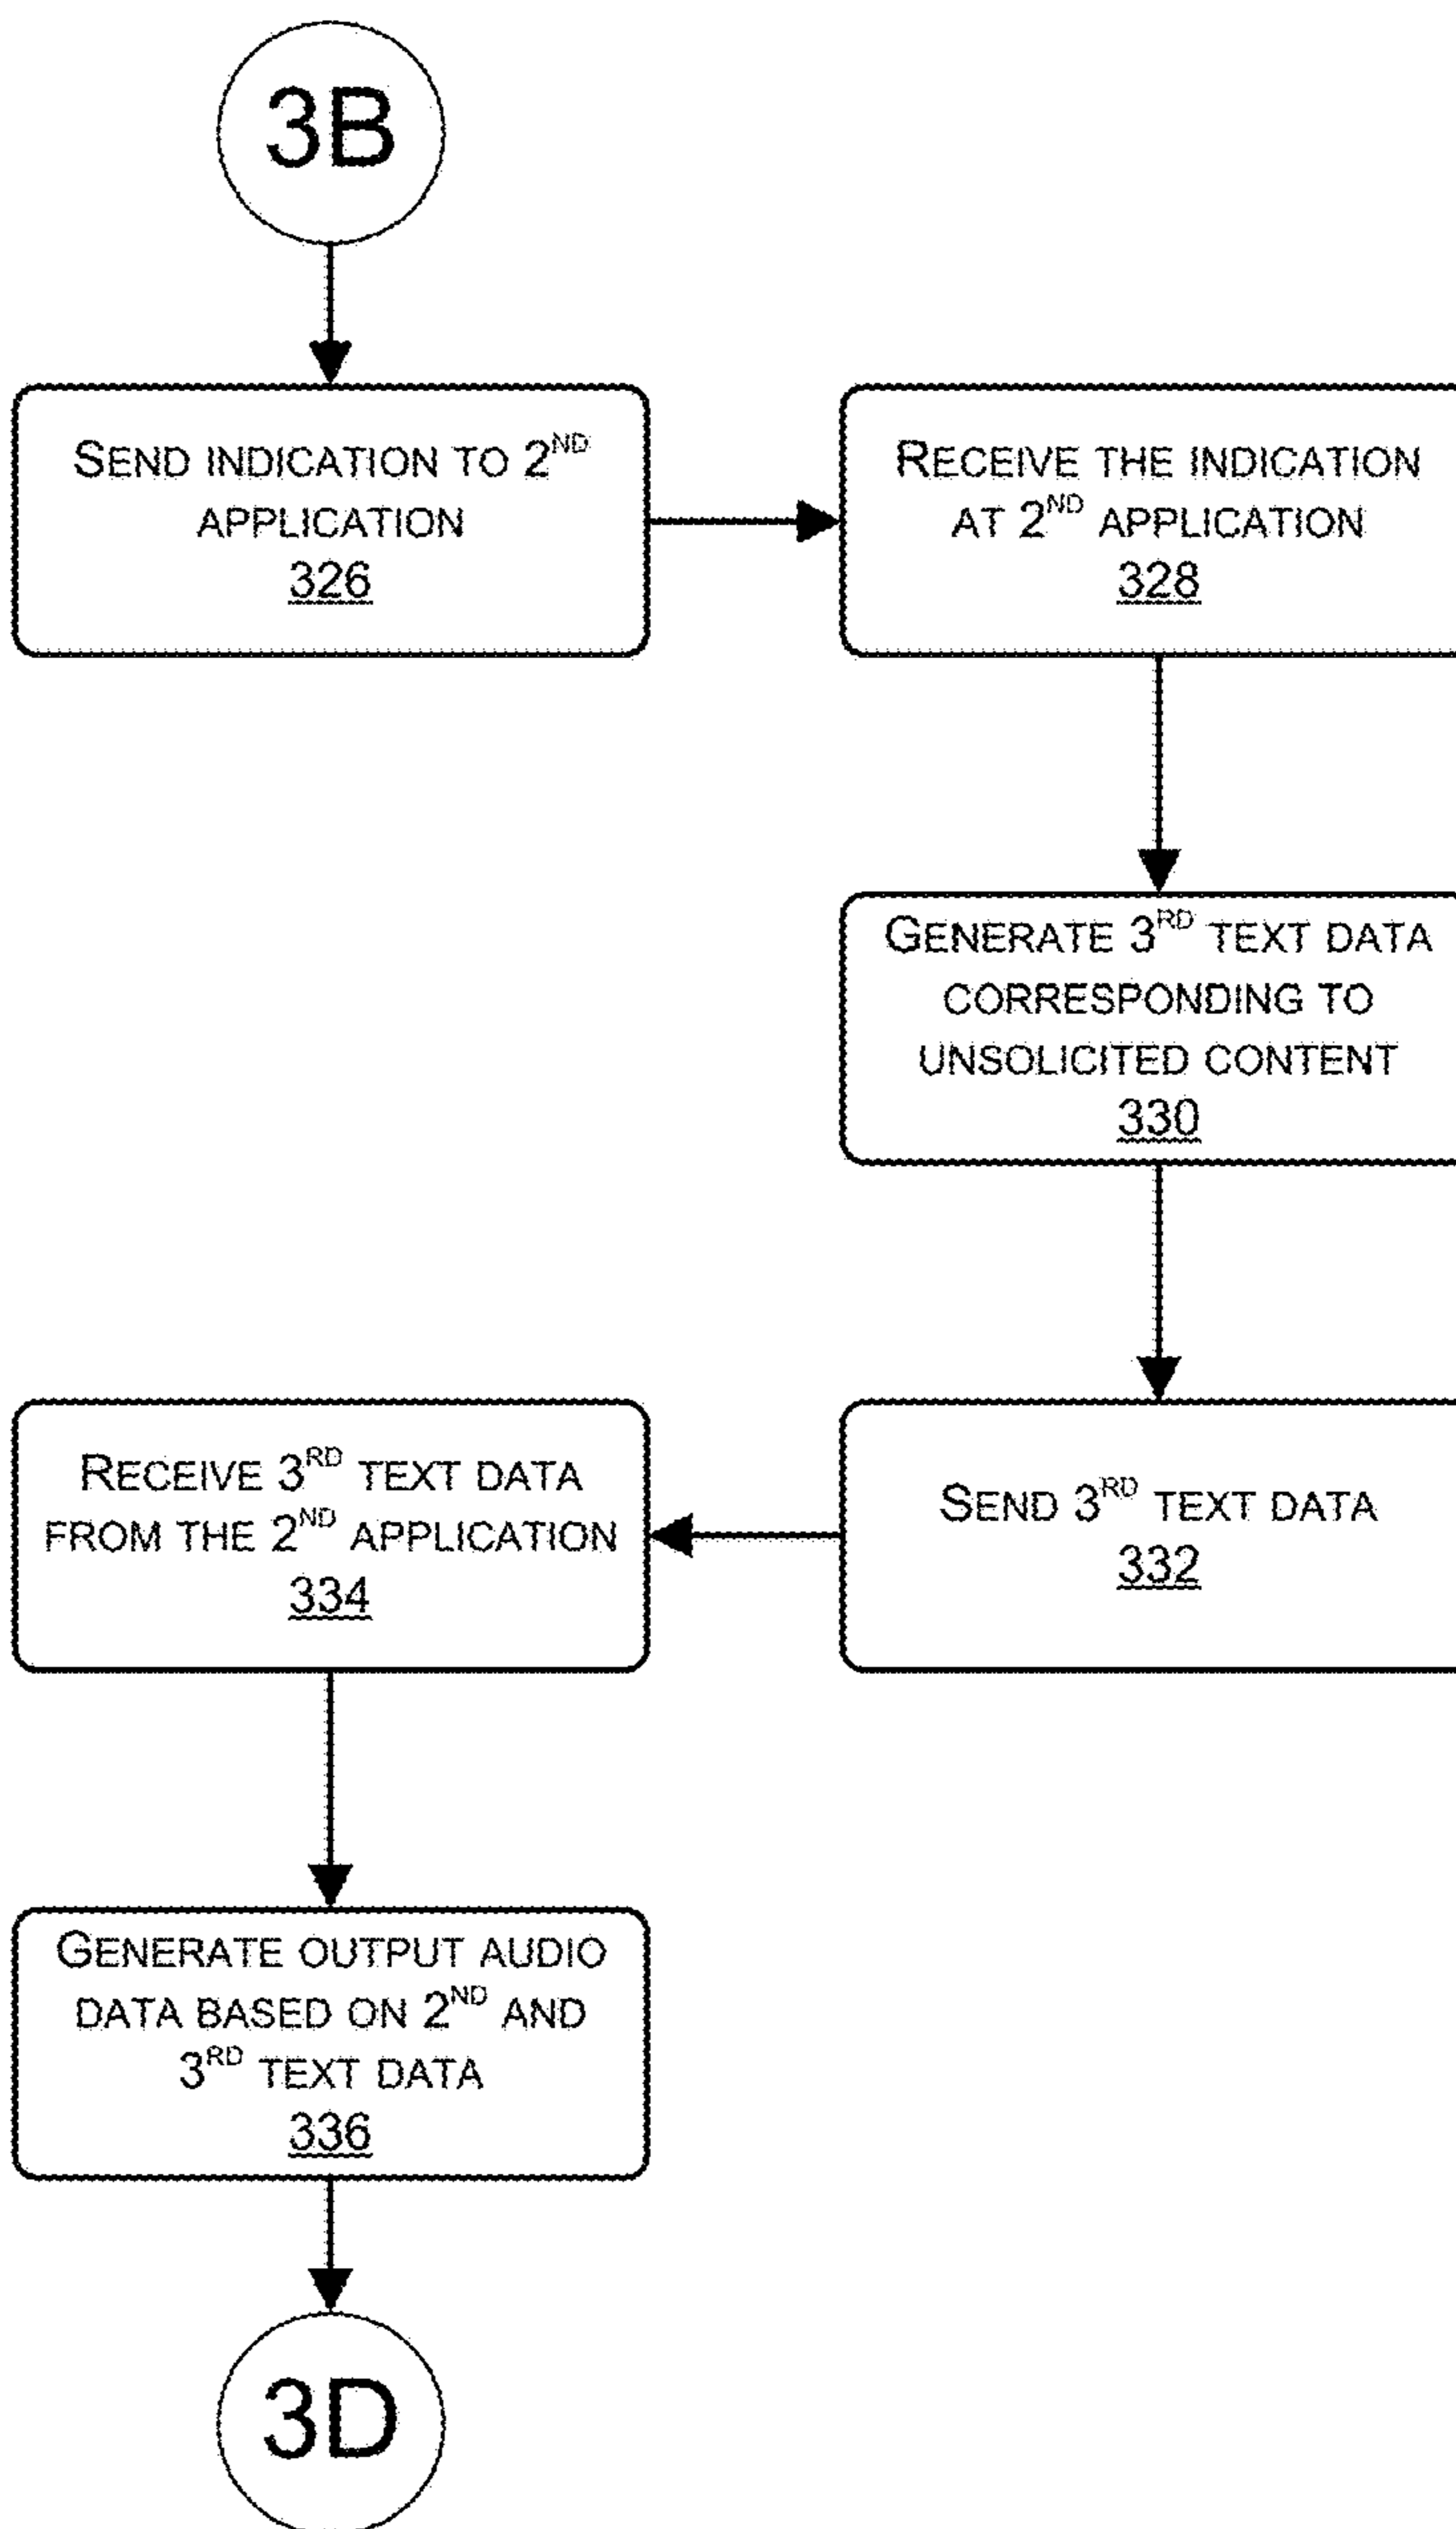 3B
SEND INDICATION TO 2ND
APPLICATION
326
RECEIVE THE INDICATION
AT 2ND APPLICATION
328
GENERATE 3RD TEXT DATA
CORRESPONDING TO
UNSOLICITED CONTENT
330
SEND 3RD TEXT DATA
332
RECEIVE 3RD TEXT DATA
FROM THE 2ND APPLICATION
334
GENERATE OUTPUT AUDIO
DATA BASED ON 2ND AND
3RD TEXT DATA
336
3D